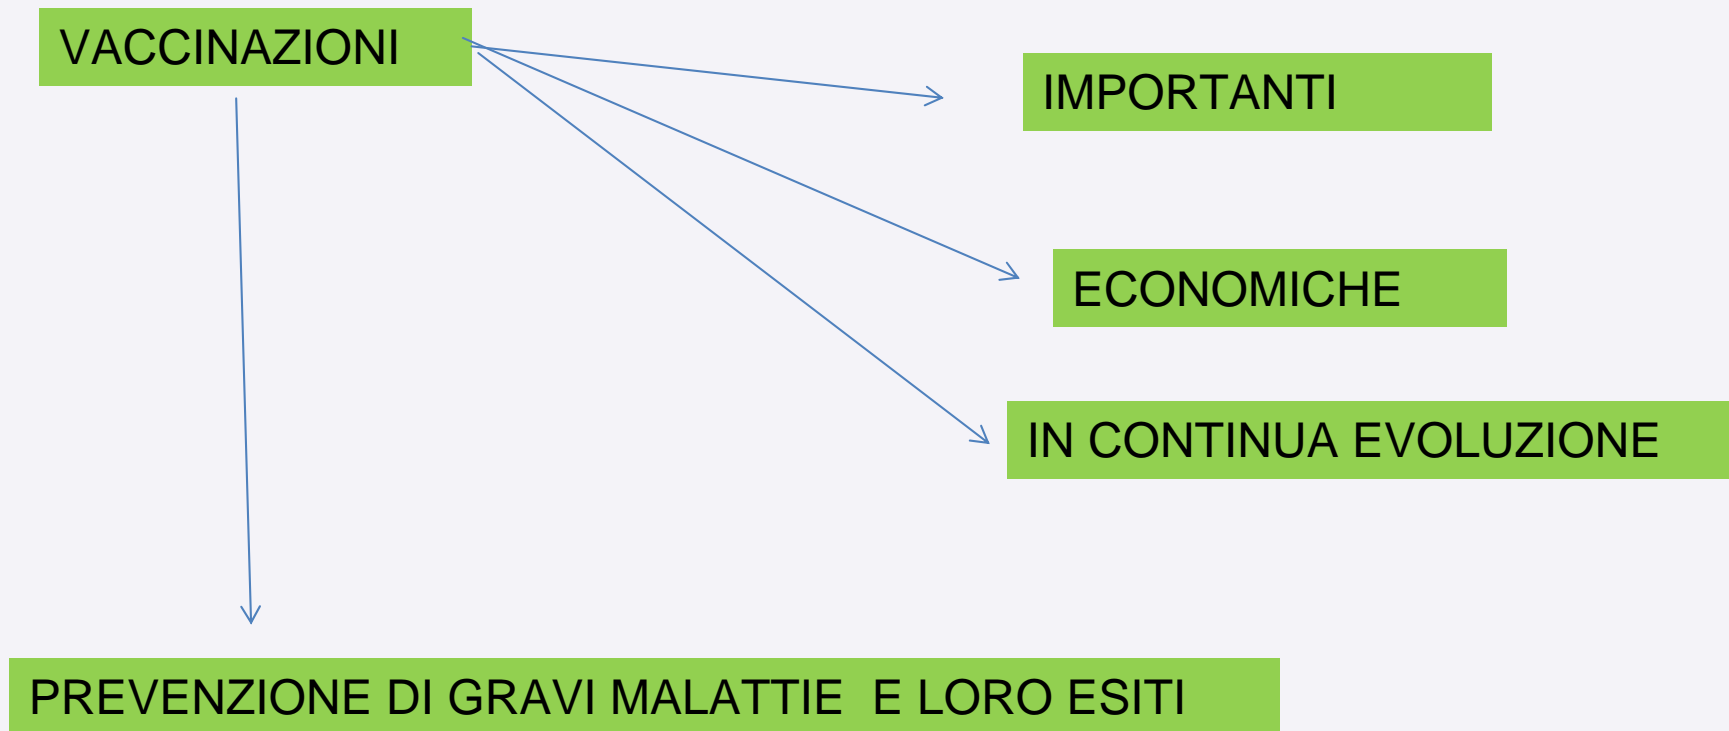 VACCINAZIONI
IMPORTANTI
ECONOMICHE
IN CONTINUA EVOLUZIONE
PREVENZIONE DI GRAVI MALATTIE  E LORO ESITI